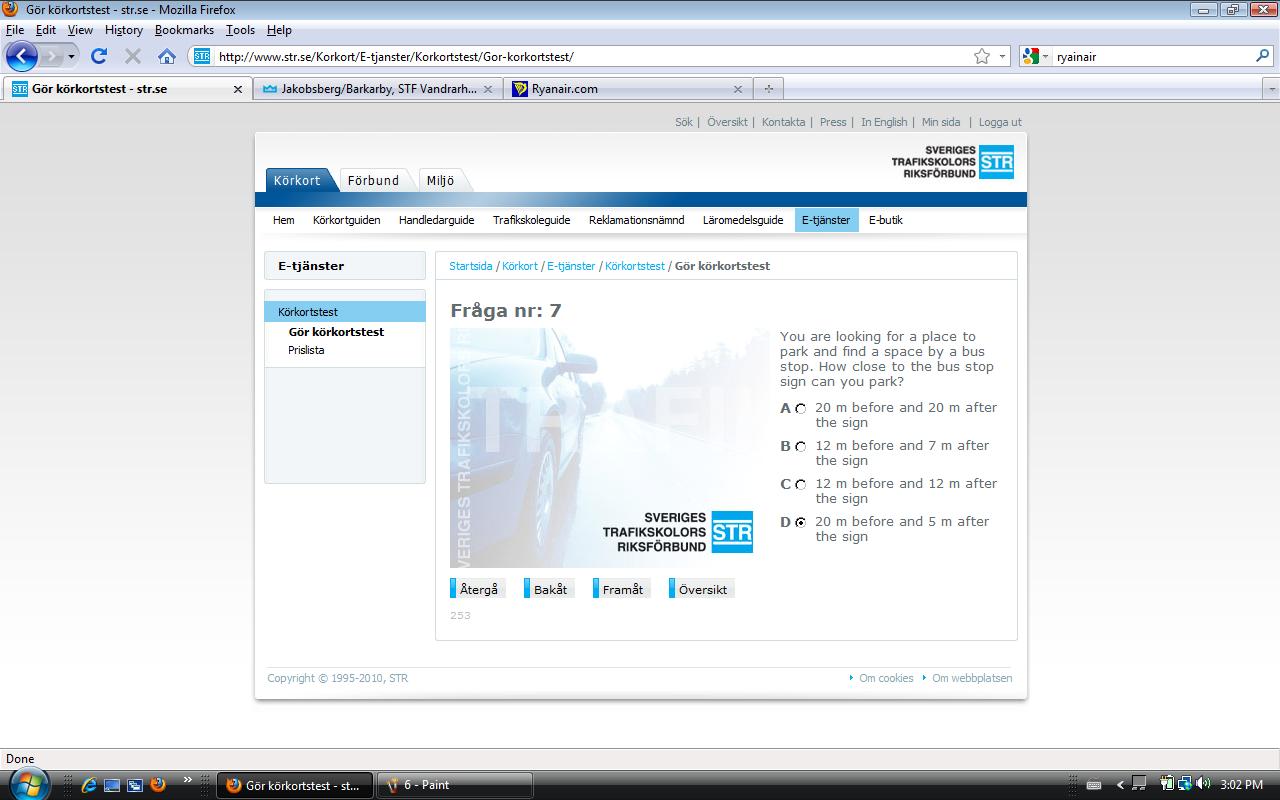 Gör körkortstest - str.se - Mozilla Firefox
File Edit View History Bookmarks Tools Help
STR http://www.str.se/Korkort/E-tjanster/Korkortstest/Gor-korkortstest/ ryainair
STR Gör körkortstest - str.se Jakobsberg/Barkarby, STF Vandrarh... Ryanair.com
Sök | Översikt | Kontakta | Press | In English | Min sida | Logga ut
SVERIGES
TRAFIKSKOLORS STR
RIKSFÖRBUND
Körkort Förbund Miljö
Hem Körkortguiden Handledarguide Trafikskoleguide Reklamationsnämnd Läromedelsguide E-tjänster E-butik
E-tjänster
Startsida / Körkort / E-tjänster / Körkortstest / Gör körkortstest
Körkortstest
Gör körkortstest
Prislista
Fråga nr: 7
VERIGES TRAFIKSKOLORS R
TRAFI
SVERIGES
TRAFIKSKOLORS STR
RIKSFÖRBUND
You are looking for a place to
park and find a space by a bus
stop. How close to the bus stop
sign can you park?
A 20 m before and 20 m after
the sign
B 12 m before and 7 m after
the sign
C 12 m before and 12 m after
the sign
D 20 m before and 5 m after
the sign
Återgå Bakåt Framåt Översikt
253
Copyright © 1995-2010, STR Om cookies Om webbplatsen
Done
Gör körkortstest - st... 6 - Paint 3:02 PM